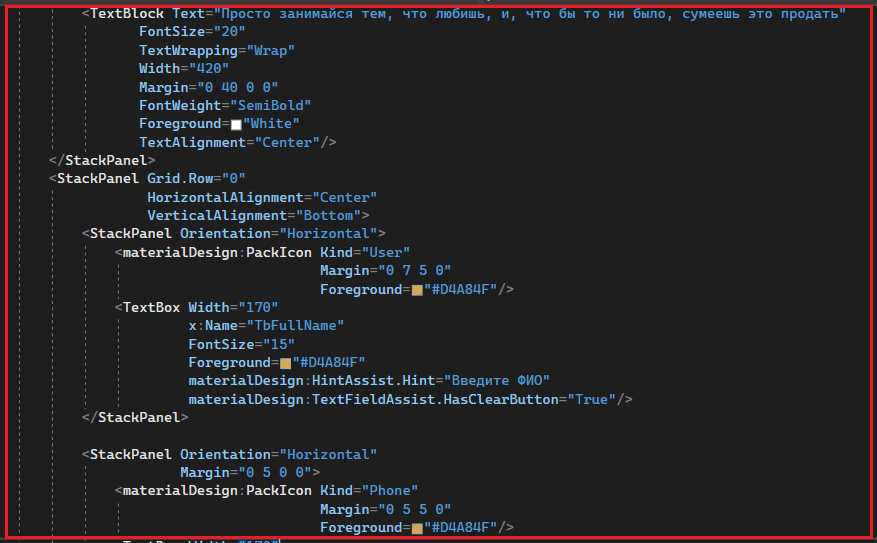 <TextBlock Text="Просто занимайся тем, что любишь, и, что бы то ни было, сумеешь это продать"
FontSize="20"
TextWrapping="Wrap"
Width="420"
Margin="0 40 0 0"
FontWeight="SemiBold"
Foreground="White"
TextAlignment="Center"/>
</StackPanel>
<StackPanel Grid.Row="0"
HorizontalAlignment="Center"
VerticalAlignment="Bottom">
<StackPanel Orientation="Horizontal">
<materialDesign:PackIcon Kind="User"
Margin="0 7 5 0"
Foreground="#D4A84F"/>
<TextBox Width="170"
x:Name="TbFullName"
FontSize="15"
Foreground="#D4A84F"
materialDesign:HintAssist.Hint="Введите ФИО"
materialDesign:TextFieldAssist.HasClearButton="True"/>
</StackPanel>
<StackPanel Orientation="Horizontal"
Margin="0 5 0 0">
<materialDesign:PackIcon Kind="Phone"
Margin="0 5 5 0"
Foreground="#D4A84F"/>